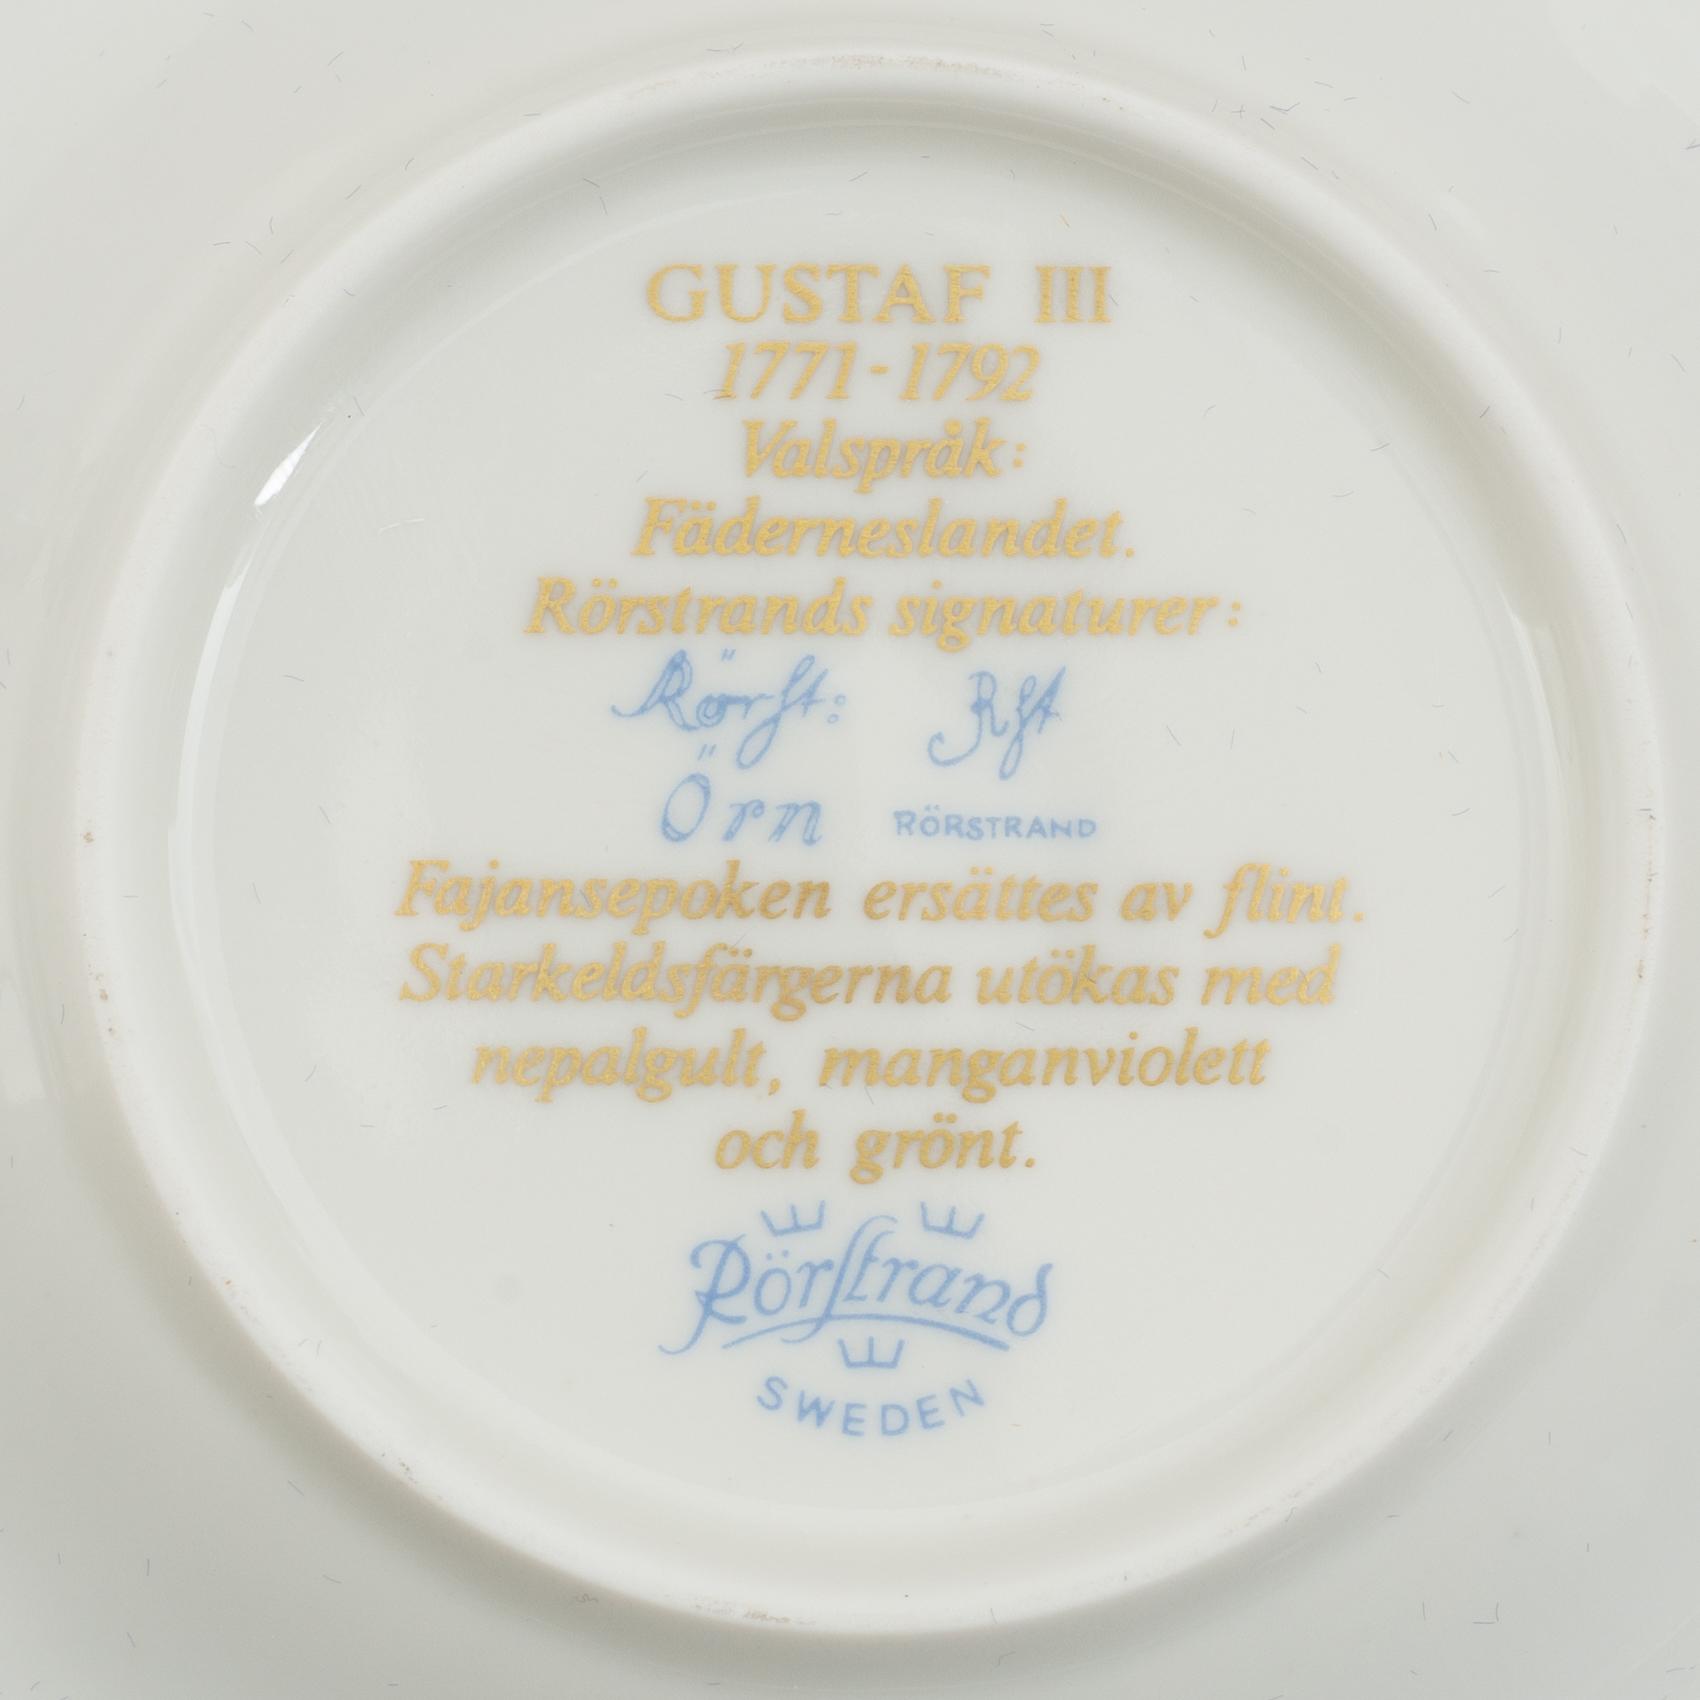 GUSTAF III
1771-1792
Valspråk:
Fäderneslandet.
Rörstrands signaturer:
Rörst: Rst
Örn RÖRSTRAND
Fajansepoken ersättes av flint.
Starkeldsfärgerna utökas med
nepalgult, manganviolett
och grönt.
Rörstrand
SWEDEN